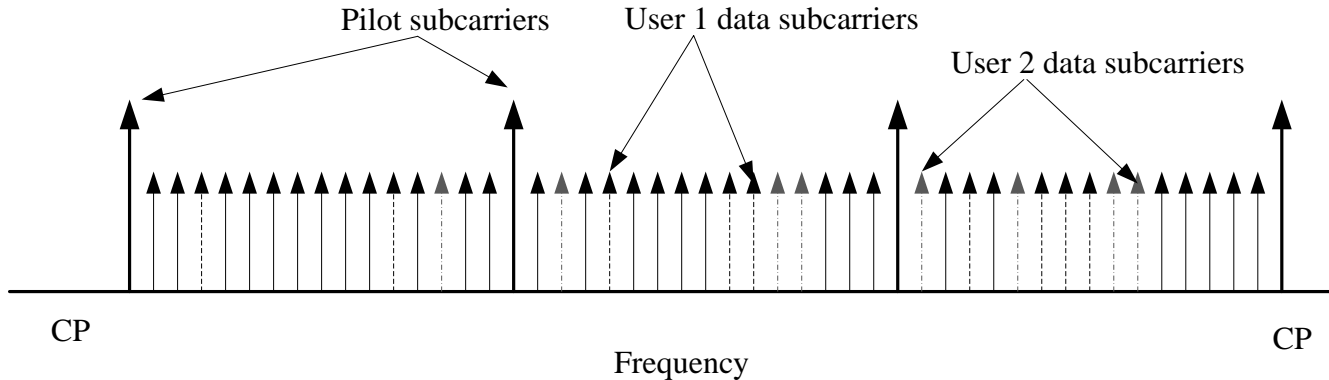 Pilot subcarriers
User 1 data subcarriers
User 2 data subcarriers
CP
CP
Frequency